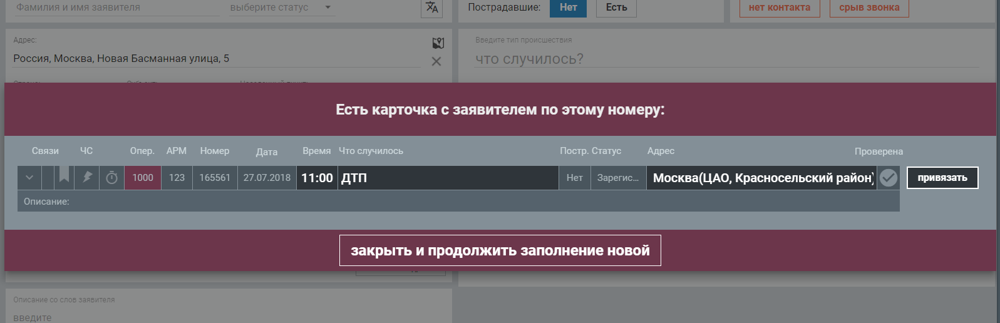 Фамилия и имя заявителя выберите статус Пострадавшие: Нет Есть нет контакта срыв звонка
Адрес:
Россия, Москва, Новая Басманная улица, 5
Введите тип происшествия
что случилось?
Есть карточка с заявителем по этому номеру:
Связи ЧС Опер. АРМ Номер Дата Время Что случилось Постр. Статус Адрес Проверена
1000 123 165561 27.07.2018 11:00 ДТП Нет Зарегис... Москва(ЦАО, Красносельский район) привязать
Описание:
закрыть и продолжить заполнение новой
Описание со слов заявителя
введите